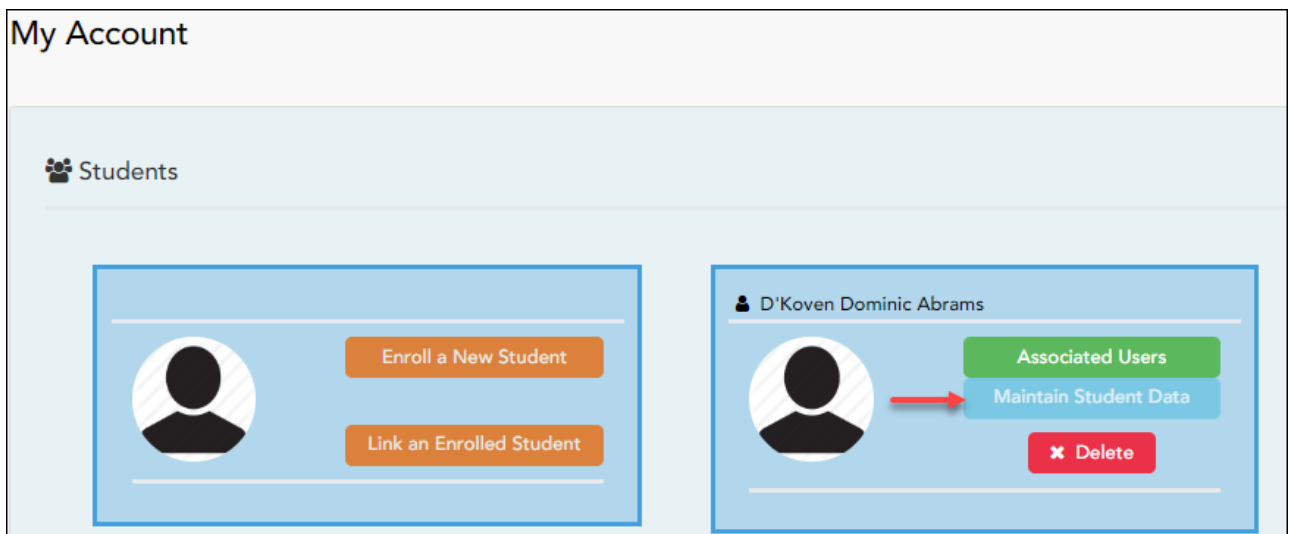 My Account
Students
Enroll a New Student
Link an Enrolled Student
D'Koven Dominic Abrams
Associated Users
Maintain Student Data
Delete